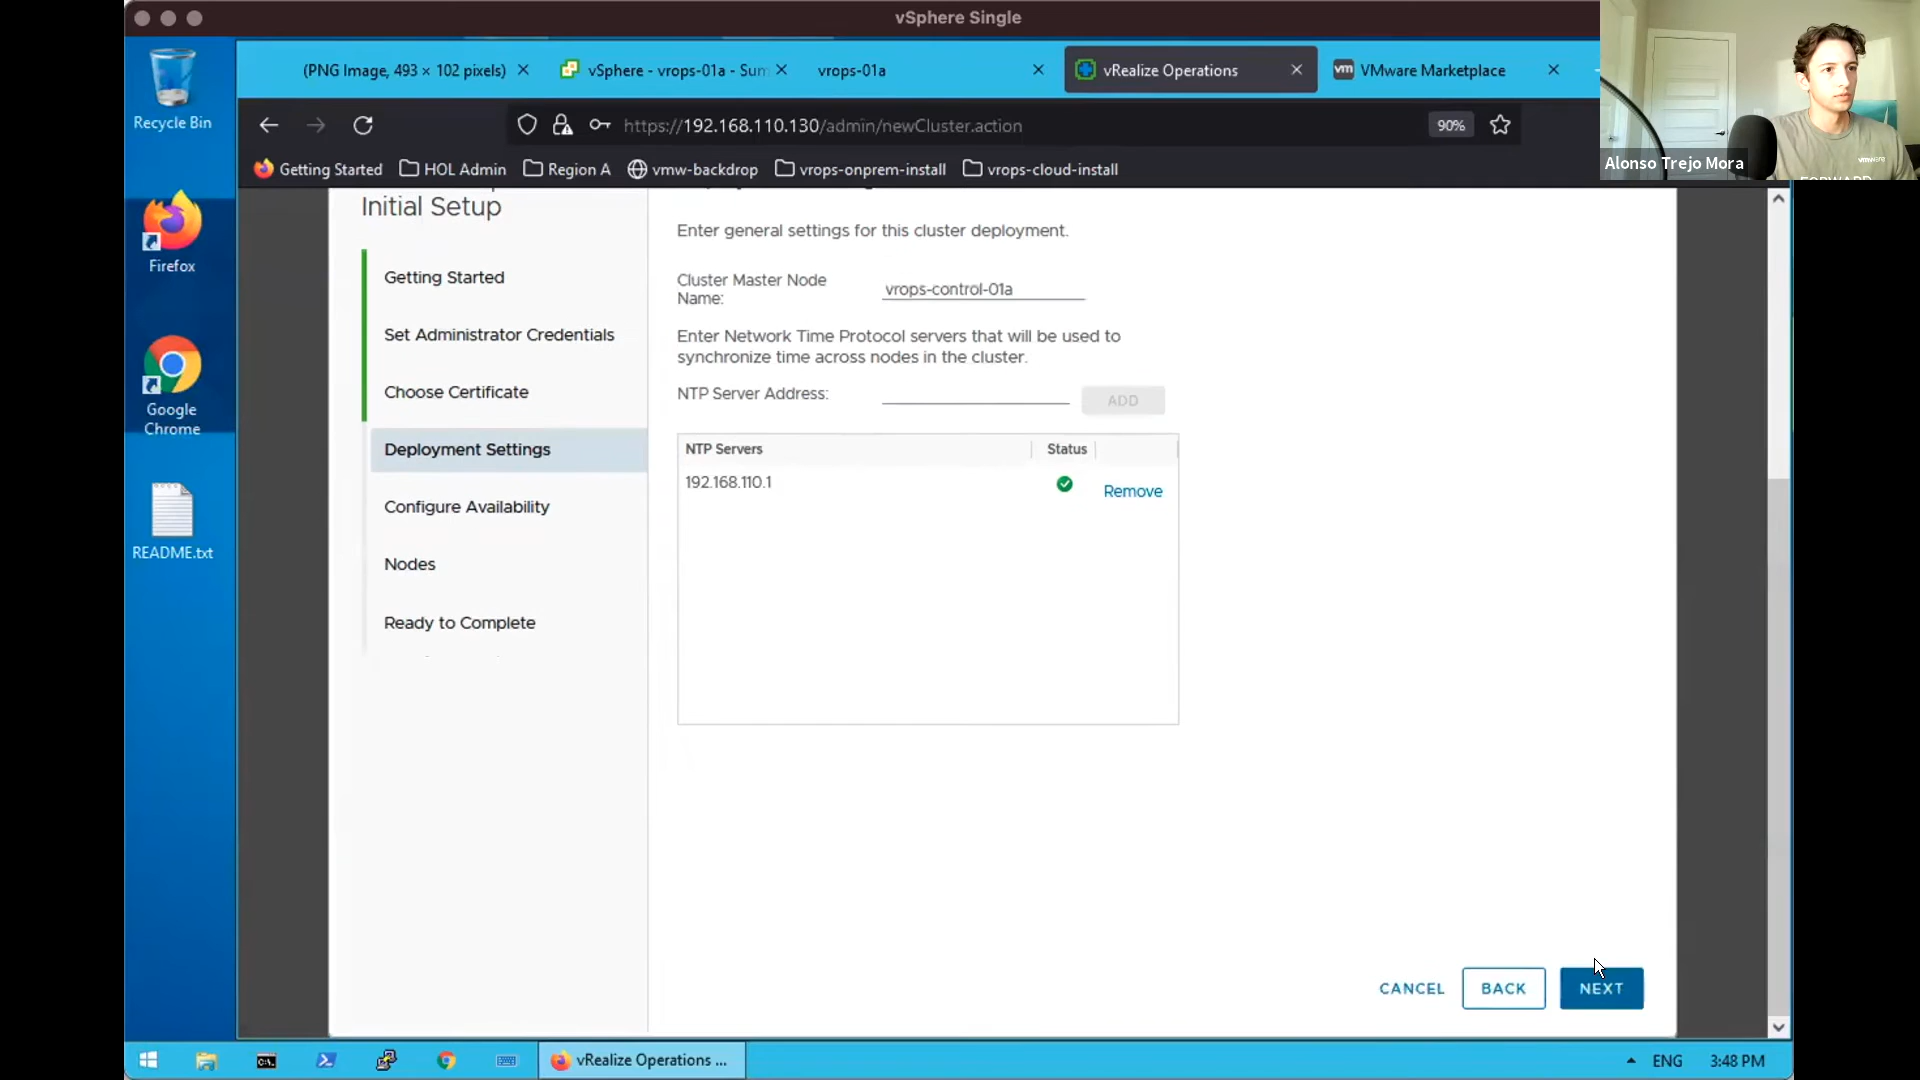 vSphere Single
(PNG Image, 493 × 102 pixels)
vSphere - vrops-01a - Sum
vrops-01a
vRealize Operations
vm
VMware Marketplace
https://192.168.110.130/admin/newCluster.action
90%
Getting Started
HOL Admin
Region A
vmw-backdrop
vrops-onprem-install
vrops-cloud-install
Alonso Trejo Mora
Recycle Bin
Firefox
Google
Chrome
README.txt
Initial Setup
Getting Started
Set Administrator Credentials
Choose Certificate
Deployment Settings
Configure Availability
Nodes
Ready to Complete
Enter general settings for this cluster deployment.
Cluster Master Node
Name:
vrops-control-01a
Enter Network Time Protocol servers that will be used to
synchronize time across nodes in the cluster.
NTP Server Address:
ADD
NTP Servers
Status
192.168.110.1
Remove
CANCEL
BACK
NEXT
vRealize Operations ...
ENG
3:48 PM